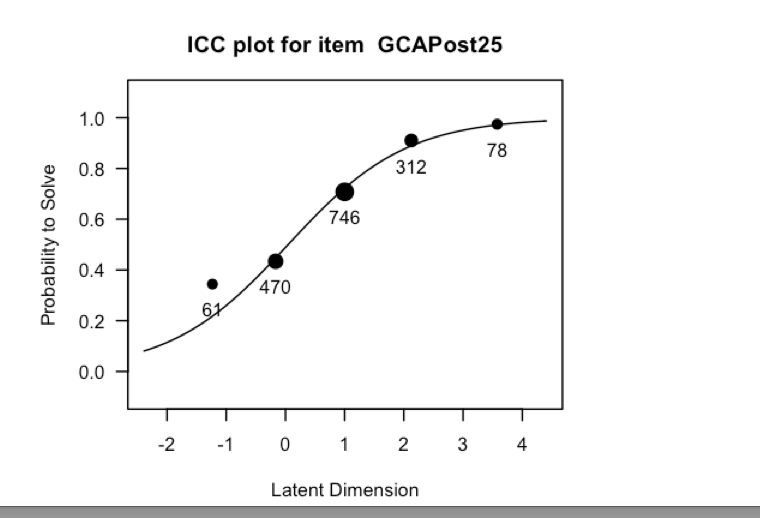 ICC plot for item GCAPost25
Probability to Solve
1.0
0.8
0.6
0.4
0.2
0.0
61
470
746
312
78
-2 -1 0 1 2 3 4
Latent Dimension